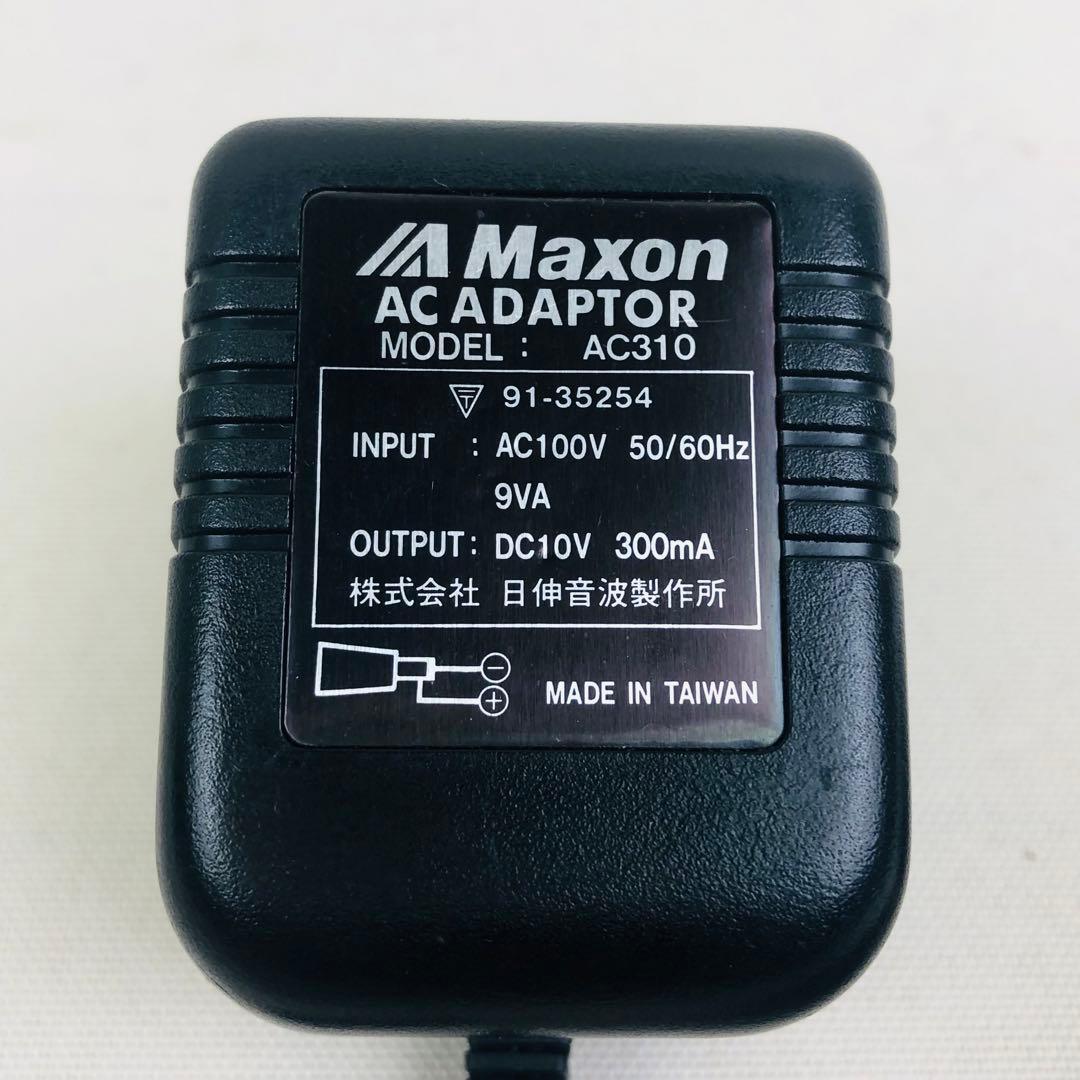 Maxon
AC ADAPTOR
MODEL : AC310
〒 91-35254
INPUT : AC100V 50/60Hz
9VA
OUTPUT : DC10V 300mA
株式会社 日伸音波製作所
⊖
⊕ MADE IN TAIWAN